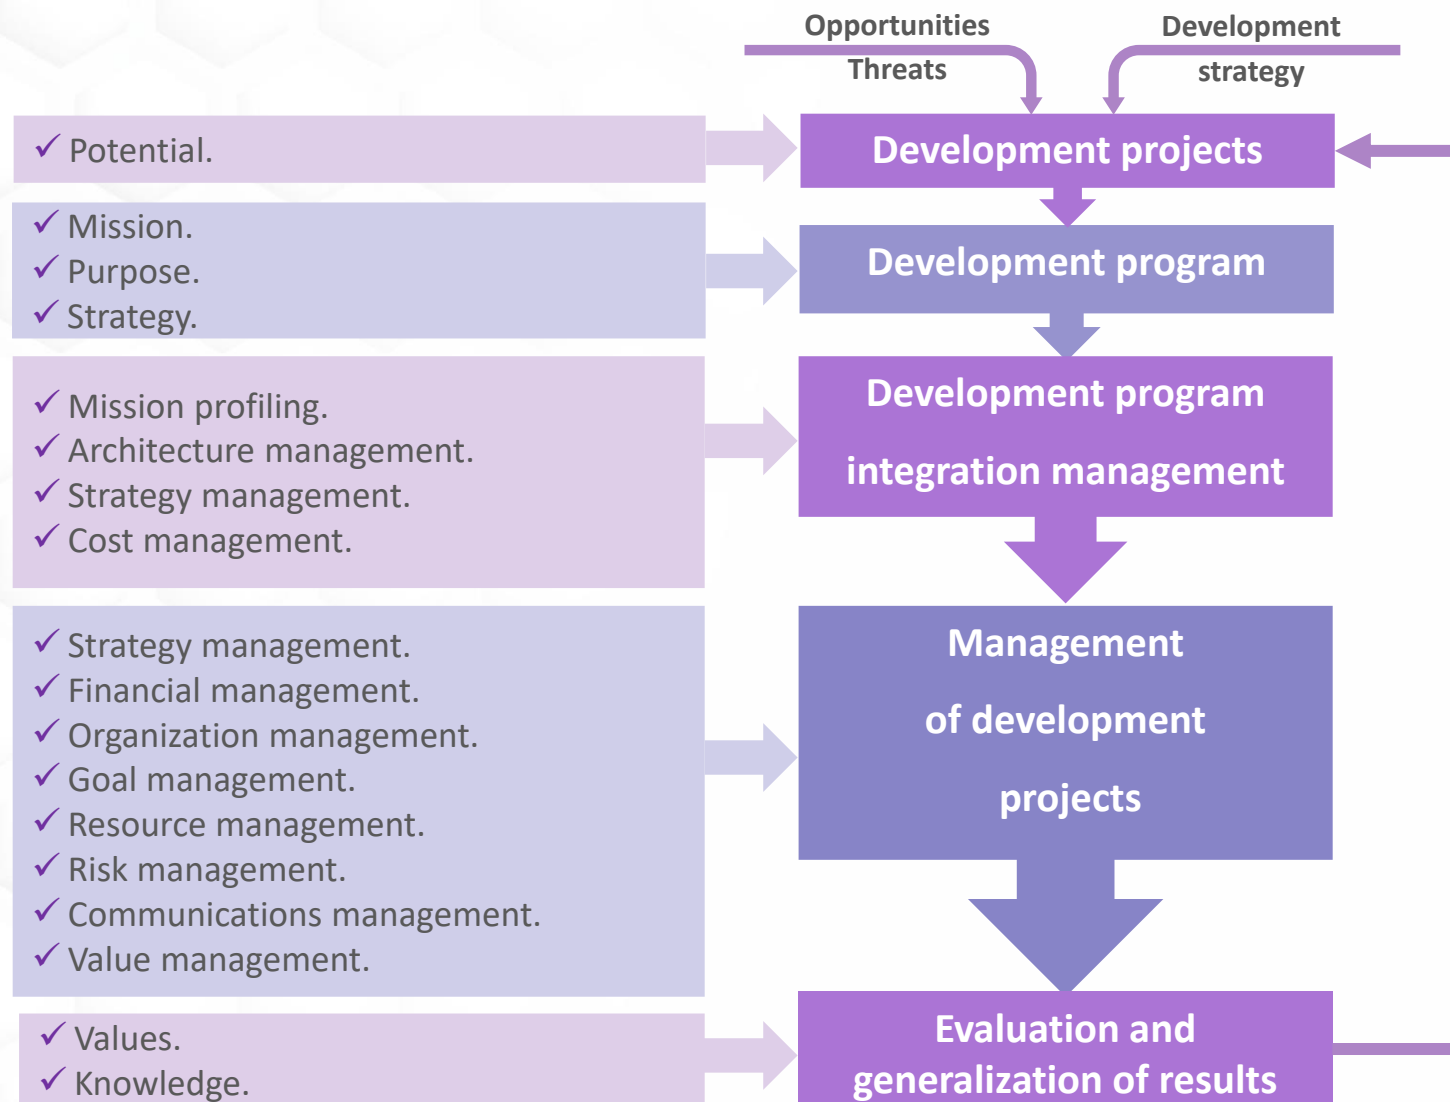 Opportunities
Threats
Development
strategy
✓ Potential.
Development projects
✓ Mission.
✓ Purpose.
✓ Strategy.
Development program
✓ Mission profiling.
✓ Architecture management.
✓ Strategy management.
✓ Cost management.
Development program
integration management
✓ Strategy management.
✓ Financial management.
✓ Organization management.
✓ Goal management.
✓ Resource management.
✓ Risk management.
✓ Communications management.
✓ Value management.
Management
of development
projects
✓ Values.
✓ Knowledge.
Evaluation and
generalization of results